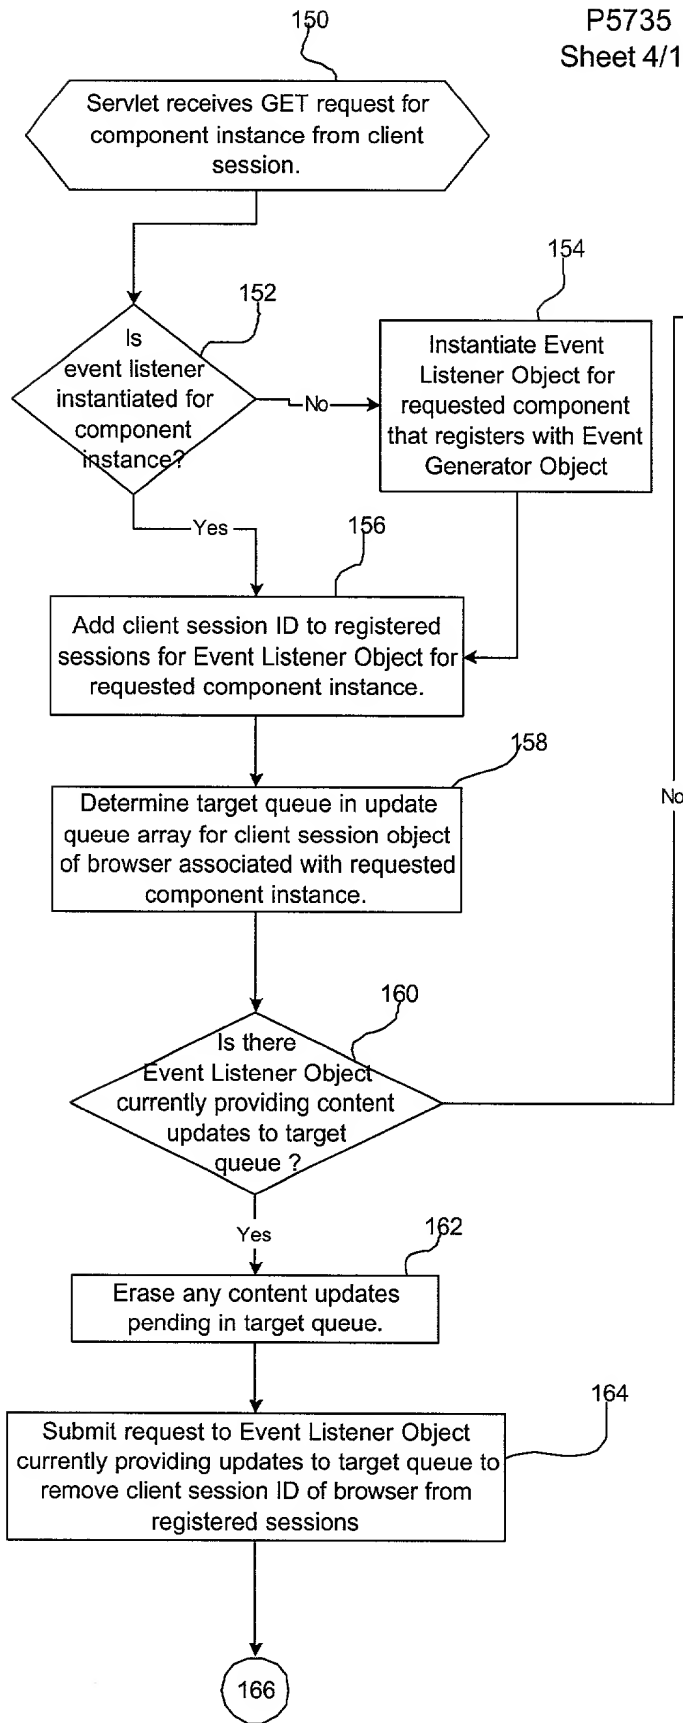 150
P5735
Sheet 4/1
Servlet receives GET request for
component instance from client
session.
152
154
Is
event listener
instantiated for
component
instance?
No
Instantiate Event
Listener Object for
requested component
that registers with Event
Generator Object
Yes
156
Add client session ID to registered
sessions for Event Listener Object for
requested component instance.
158
Determine target queue in update
queue array for client session object
of browser associated with requested
component instance.
No
160
Is there
Event Listener Object
currently providing content
updates to target
queue ?
Yes
162
Erase any content updates
pending in target queue.
164
Submit request to Event Listener Object
currently providing updates to target queue to
remove client session ID of browser from
registered sessions
166